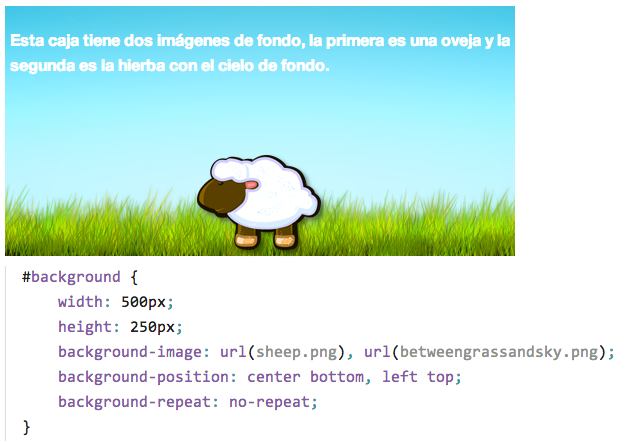 Esta caja tiene dos imágenes de fondo, la primera es una oveja y la
segunda es la hierba con el cielo de fondo.
#background {
    width: 500px;
    height: 250px;
    background-image: url(sheep.png), url(betweengrassandsky.png);
    background-position: center bottom, left top;
    background-repeat: no-repeat;
}